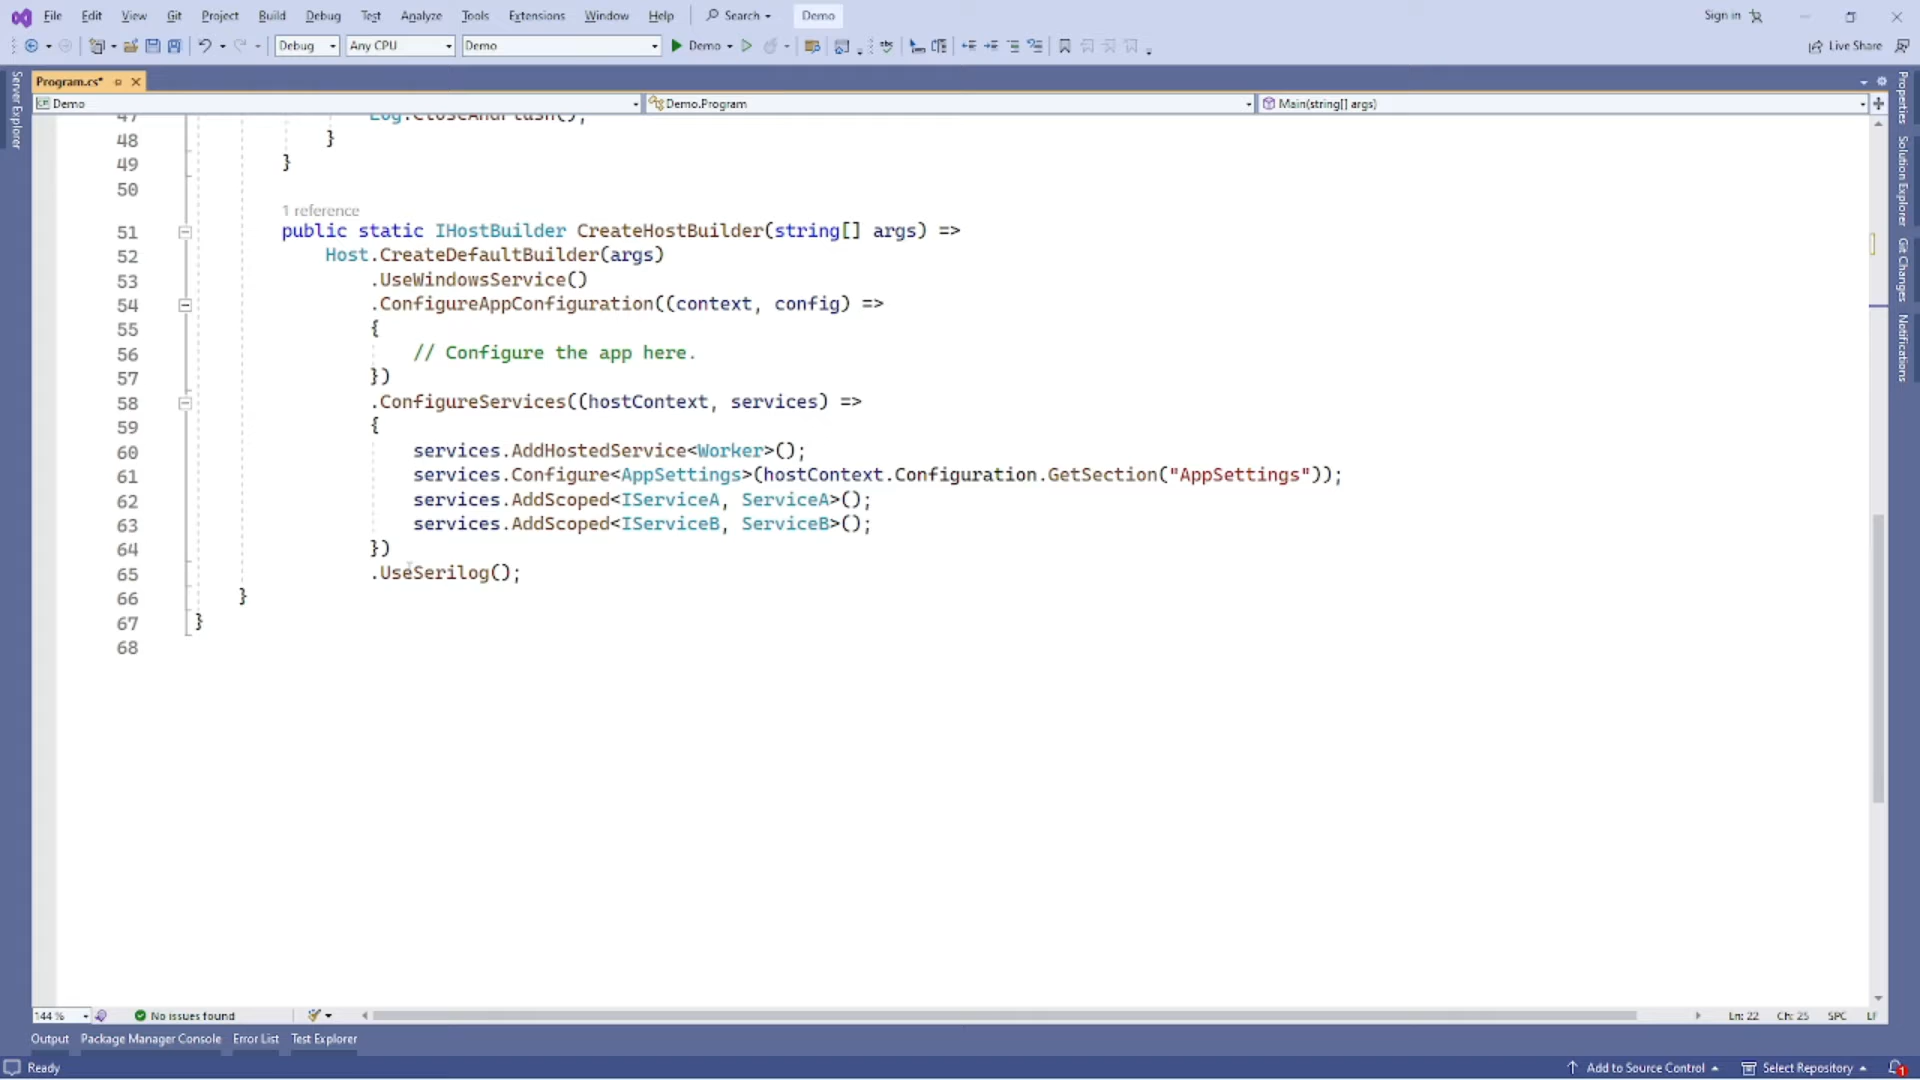 File Edit View Git Project Build Debug Test Analyze Tools Extensions Window Help Search Demo Sign in
Debug Any CPU Demo Demo Live Share
Program.cs*
Demo Demo.Program Main(string[] args)
Server Explorer
Properties
Solution Explorer
Git Changes
Notifications
47 Log.CloseAndFlush();
48 }
49 }
50
1 reference
51 public static IHostBuilder CreateHostBuilder(string[] args) =>
52 Host.CreateDefaultBuilder(args)
53 .UseWindowsService()
54 .ConfigureAppConfiguration((context, config) =>
55 {
56 // Configure the app here.
57 })
58 .ConfigureServices((hostContext, services) =>
59 {
60 services.AddHostedService<Worker>();
61 services.Configure<AppSettings>(hostContext.Configuration.GetSection("AppSettings"));
62 services.AddScoped<IServiceA, ServiceA>();
63 services.AddScoped<IServiceB, ServiceB>();
64 })
65 .UseSerilog();
66 }
67 }
68
144 % No issues found Ln: 22 Ch: 25 SPC LF
Output Package Manager Console Error List Test Explorer
Ready Add to Source Control Select Repository 1